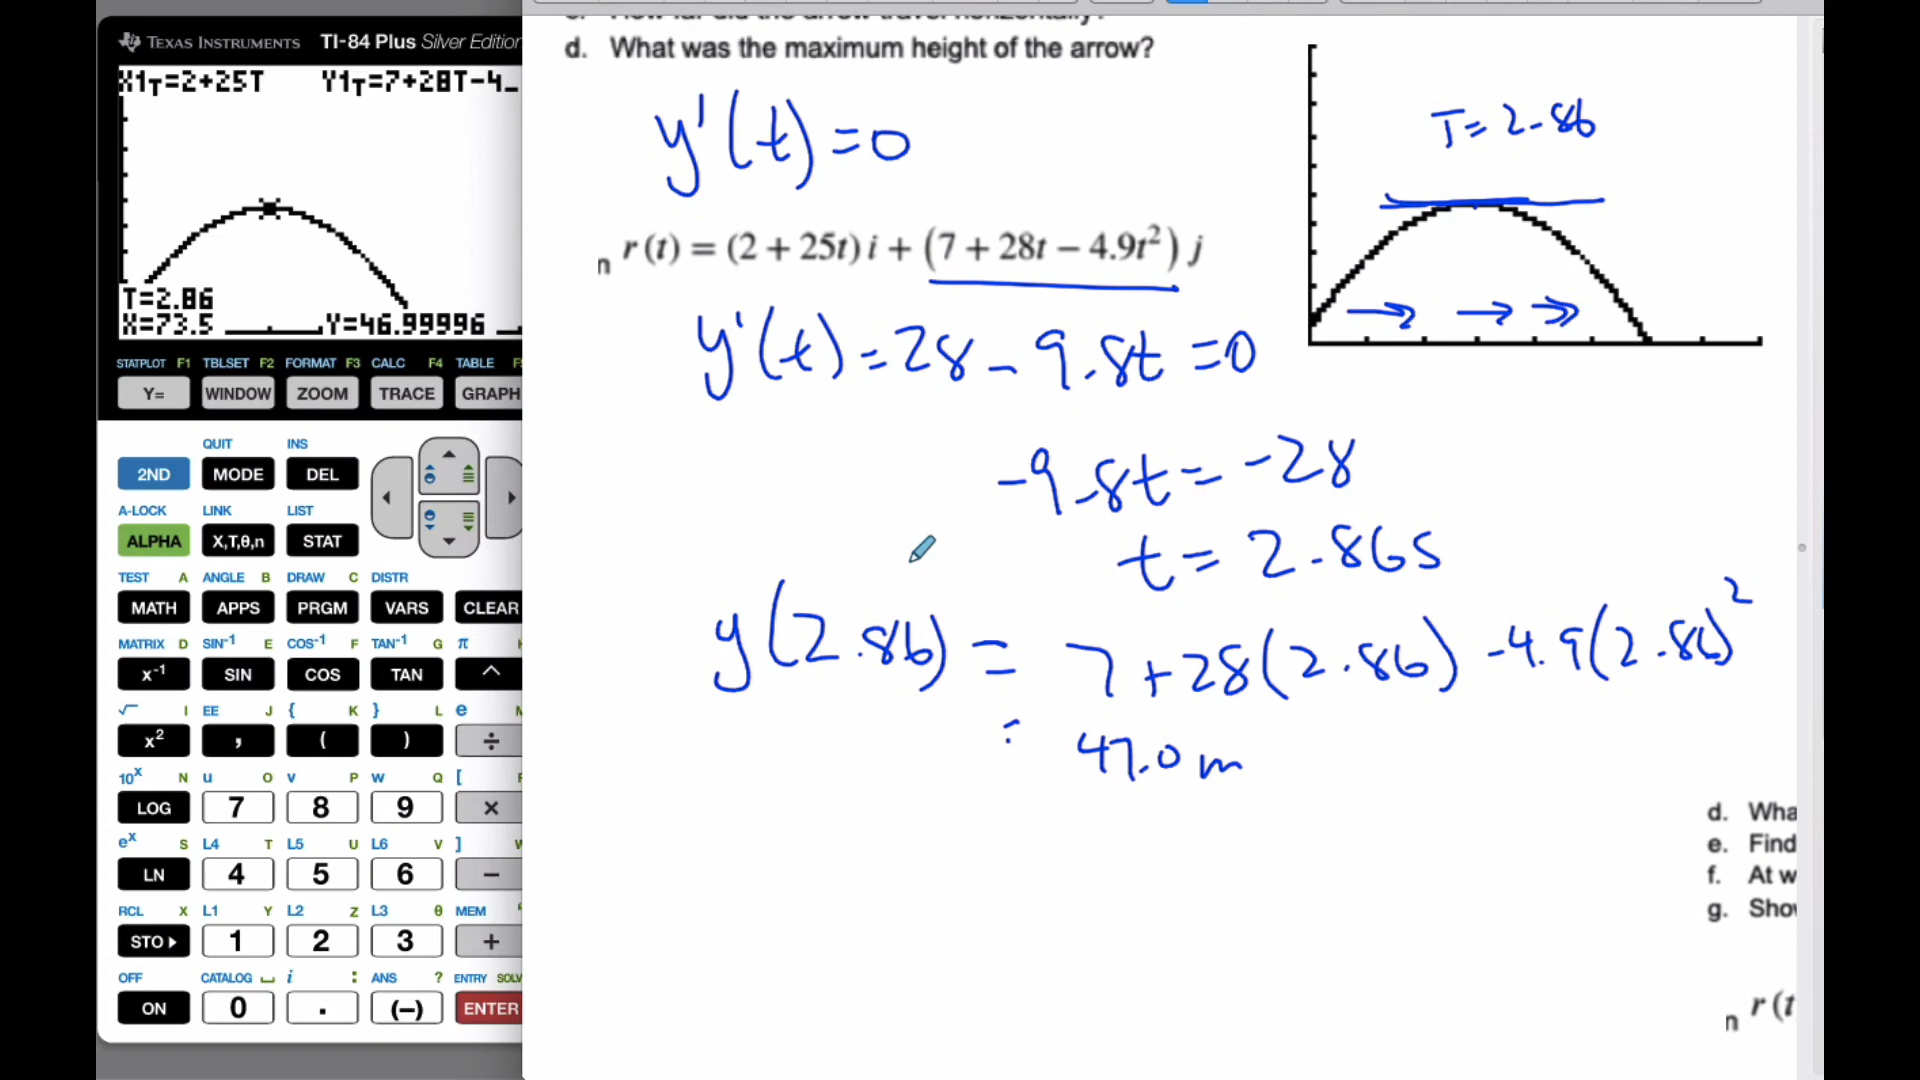 TEXAS INSTRUMENTS TI-84 Plus Silver Edition
X1T=2+25T Y1T=7+28T-4
T=2.86
X=73.5 Y=46.99996
STATPLOT F1 TBLSET F2 FORMAT F3 CALC F4 TABLE
Y= WINDOW ZOOM TRACE GRAPH
QUIT INS
2ND MODE DEL
A-LOCK LINK LIST
ALPHA X,T,θ,n STAT
TEST A ANGLE B DRAW C DISTR
MATH APPS PRGM VARS CLEAR
MATRIX D SIN⁻¹ E COS⁻¹ F TAN⁻¹ G π
x⁻¹ SIN COS TAN ^
√ I EE J { K } L e
x² , ( ) ÷
10ˣ N u O v P w Q [
LOG 7 8 9 ×
eˣ S L4 T L5 U L6 V ]
LN 4 5 6 −
RCL X L1 Y L2 Z L3 θ MEM
STO▸ 1 2 3 +
OFF CATALOG i : ANS ? ENTRY SOLV
ON 0 . (−) ENTER
d. What was the maximum height of the arrow?
y'(t) = 0
T = 2.86
n r(t) = (2 + 25t) i + (7 + 28t − 4.9t²) j
y'(t) = 28 - 9.8t = 0
-9.8t = -28
t = 2.86s
y(2.86) = 7 + 28(2.86) - 4.9(2.86)²
= 47.0 m
d. Wha
e. Find
f. At w
g. Sho
n r(t